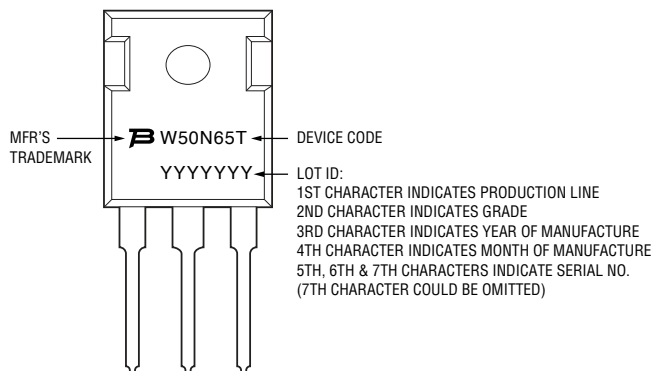 MFR'S
TRADEMARK
W50N65T
DEVICE CODE
YYYYYYY
LOT ID:
1ST CHARACTER INDICATES PRODUCTION LINE
2ND CHARACTER INDICATES GRADE
3RD CHARACTER INDICATES YEAR OF MANUFACTURE
4TH CHARACTER INDICATES MONTH OF MANUFACTURE
5TH, 6TH & 7TH CHARACTERS INDICATE SERIAL NO.
(7TH CHARACTER COULD BE OMITTED)